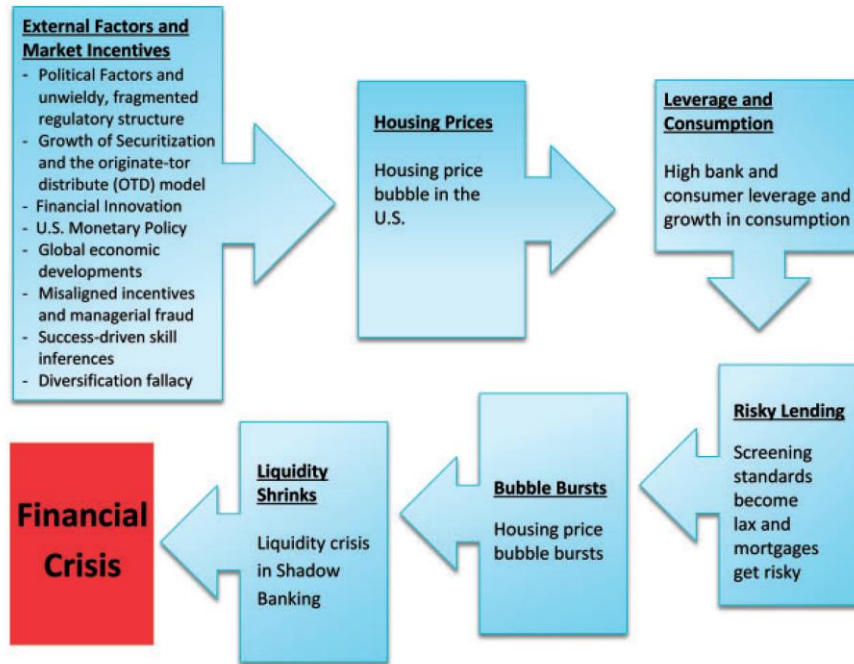 External Factors and
Market Incentives
- Political Factors and
unwieldy, fragmented
regulatory structure
- Growth of Securitization
and the originate-tor
distribute (OTD) model
- Financial Innovation
- U.S. Monetary Policy
- Global economic
developments
- Misaligned incentives
and managerial fraud
- Success-driven skill
inferences
- Diversification fallacy
Housing Prices
Housing price
bubble in the
U.S.
Leverage and
Consumption
High bank and
consumer leverage and
growth in consumption
Risky Lending
Screening
standards
become
lax and
mortgages
get risky
Bubble Bursts
Housing price
bubble bursts
Liquidity
Shrinks
Liquidity crisis
in Shadow
Banking
Financial
Crisis